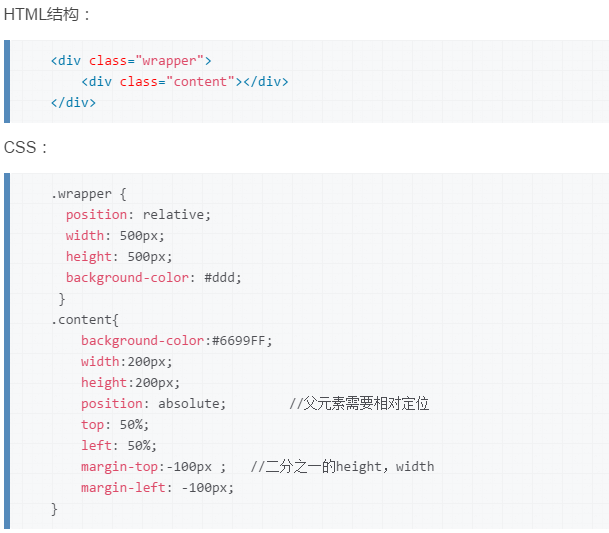 HTML结构：
<div class="wrapper">
<div class="content"></div>
</div>
CSS：
.wrapper {
position: relative;
width: 500px;
height: 500px;
background-color: #ddd;
}
.content{
background-color:#6699FF;
width:200px;
height:200px;
position: absolute;        //父元素需要相对定位
top: 50%;
left: 50%;
margin-top:-100px ;   //二分之一的height，width
margin-left: -100px;
}